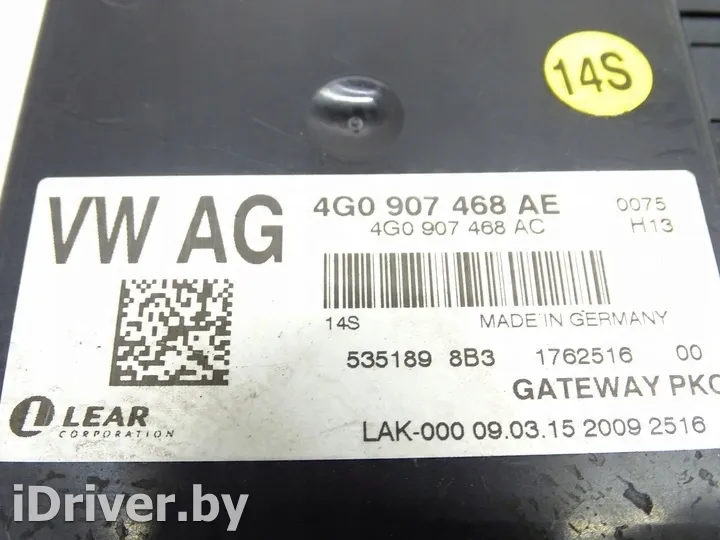 14S
VW AG
4G0 907 468 AE 0075
4G0 907 468 AC H13
14S MADE IN GERMANY
535189 8B3 1762516 00
GATEWAY PKO
LEAR
CORPORATION
LAK-000 09.03.15 2009 2516
iDriver.by